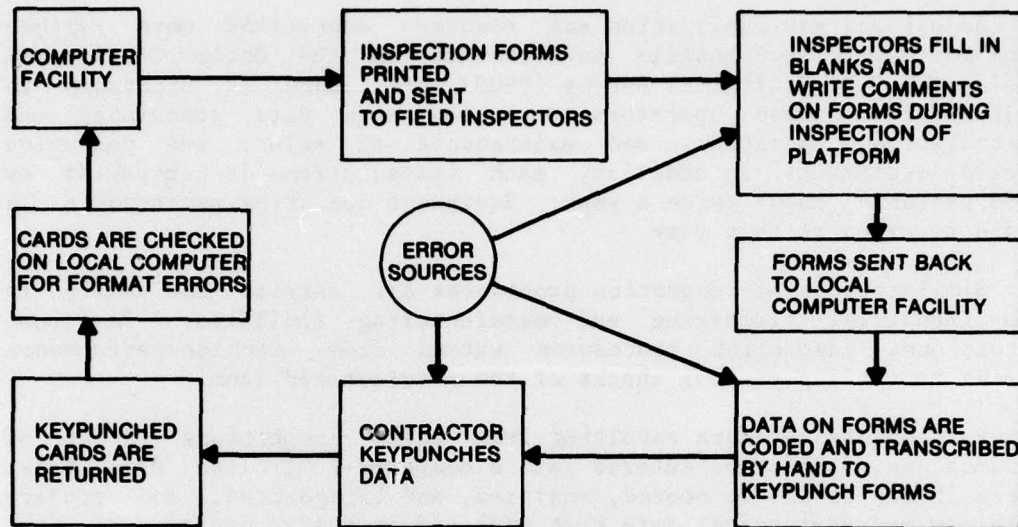 COMPUTER
FACILITY
INSPECTION FORMS
PRINTED
AND SENT
TO FIELD INSPECTORS
INSPECTORS FILL IN
BLANKS AND
WRITE COMMENTS
ON FORMS DURING
INSPECTION OF
PLATFORM
CARDS ARE CHECKED
ON LOCAL COMPUTER
FOR FORMAT ERRORS
ERROR
SOURCES
FORMS SENT BACK
TO LOCAL
COMPUTER FACILITY
KEYPUNCHED
CARDS ARE
RETURNED
CONTRACTOR
KEYPUNCHES
DATA
DATA ON FORMS ARE
CODED AND TRANSCRIBED
BY HAND TO
KEYPUNCH FORMS